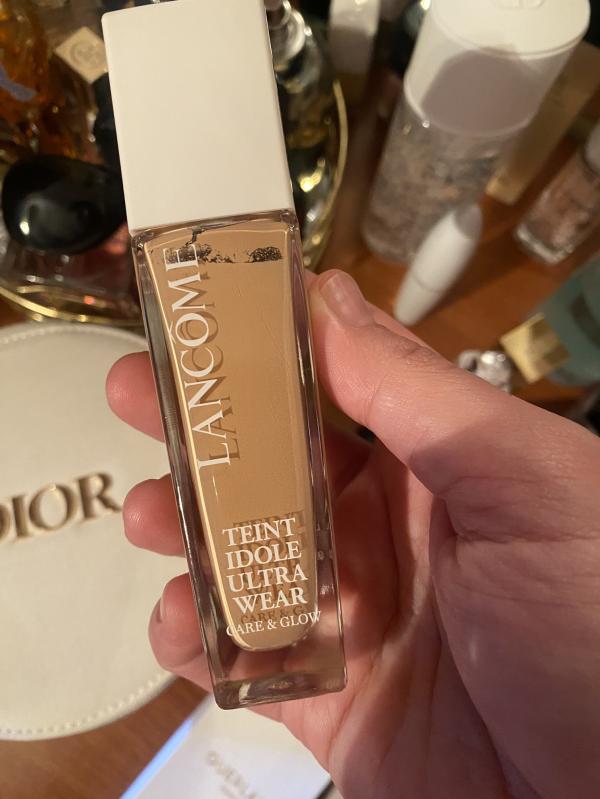 LANCÔME
TEINT
IDOLE
ULTRA
WEAR
CARE & GLOW
DIOR